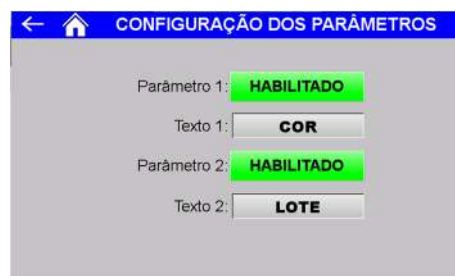 CONFIGURAÇÃO DOS PARÂMETROS
Parâmetro 1: HABILITADO
Texto 1: COR
Parâmetro 2: HABILITADO
Texto 2: LOTE